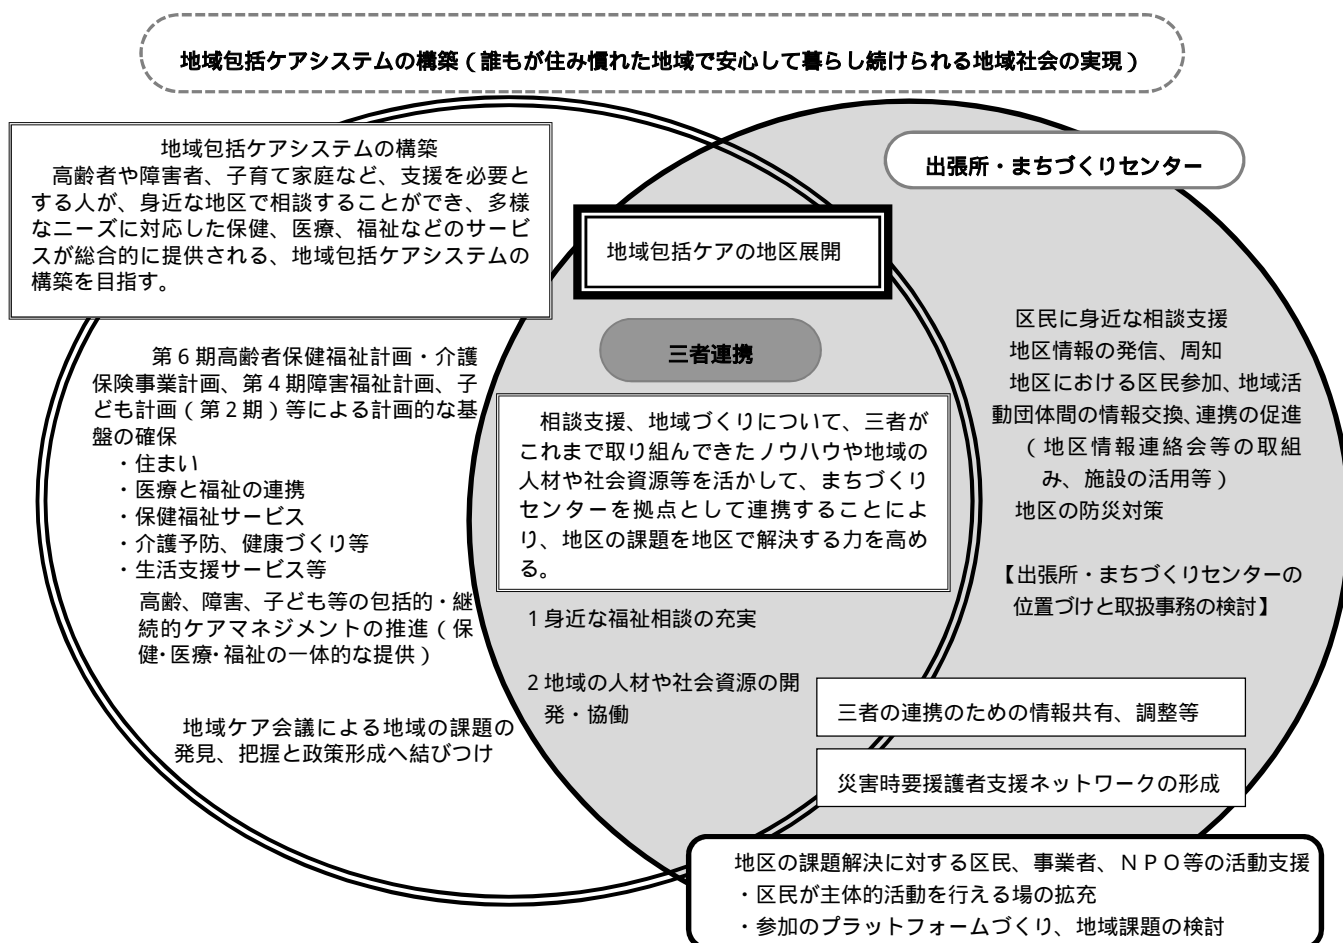 地域包括ケアシステムの構築（誰もが住み慣れた地域で安心して暮らし続けられる地域社会の実現）
地域包括ケアシステムの構築
高齢者や障害者、子育て家庭など、支援を必要と
する人が、身近な地区で相談することができ、多様
なニーズに対応した保健、医療、福祉などのサービ
スが総合的に提供される、地域包括ケアシステムの
構築を目指す。
第６期高齢者保健福祉計画・介護
保険事業計画、第４期障害福祉計画、子
ども計画（第２期）等による計画的な基
盤の確保
・住まい
・医療と福祉の連携
・保健福祉サービス
・介護予防、健康づくり等
・生活支援サービス等
高齢、障害、子ども等の包括的・継
続的ケアマネジメントの推進（保
健・医療・福祉の一体的な提供）
地域ケア会議による地域の課題の
発見、把握と政策形成へ結びつけ
地域包括ケアの地区展開
三者連携
相談支援、地域づくりについて、三者が
これまで取り組んできたノウハウや地域の
人材や社会資源等を活かして、まちづくり
センターを拠点として連携することによ
り、地区の課題を地区で解決する力を高め
る。
１身近な福祉相談の充実
２地域の人材や社会資源の開
発・協働
出張所・まちづくりセンター
区民に身近な相談支援
地区情報の発信、周知
地区における区民参加、地域活
動団体間の情報交換、連携の促進
（地区情報連絡会等の取組
み、施設の活用等）
地区の防災対策
【出張所・まちづくりセンターの
位置づけと取扱事務の検討】
三者の連携のための情報共有、調整等
災害時要援護者支援ネットワークの形成
地区の課題解決に対する区民、事業者、ＮＰＯ等の活動支援
・区民が主体的活動を行える場の拡充
・参加のプラットフォームづくり、地域課題の検討